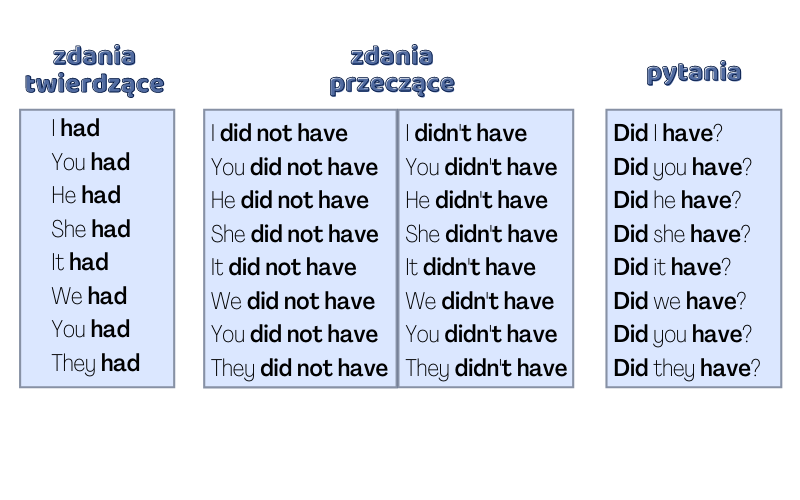 zdania
twierdzące
I had
You had
He had
She had
It had
We had
You had
They had
zdania
przeczące
I did not have
You did not have
He did not have
She did not have
It did not have
We did not have
You did not have
They did not have
I didn't have
You didn't have
He didn't have
She didn't have
It didn't have
We didn't have
You didn't have
They didn't have
pytania
Did I have?
Did you have?
Did he have?
Did she have?
Did it have?
Did we have?
Did you have?
Did they have?